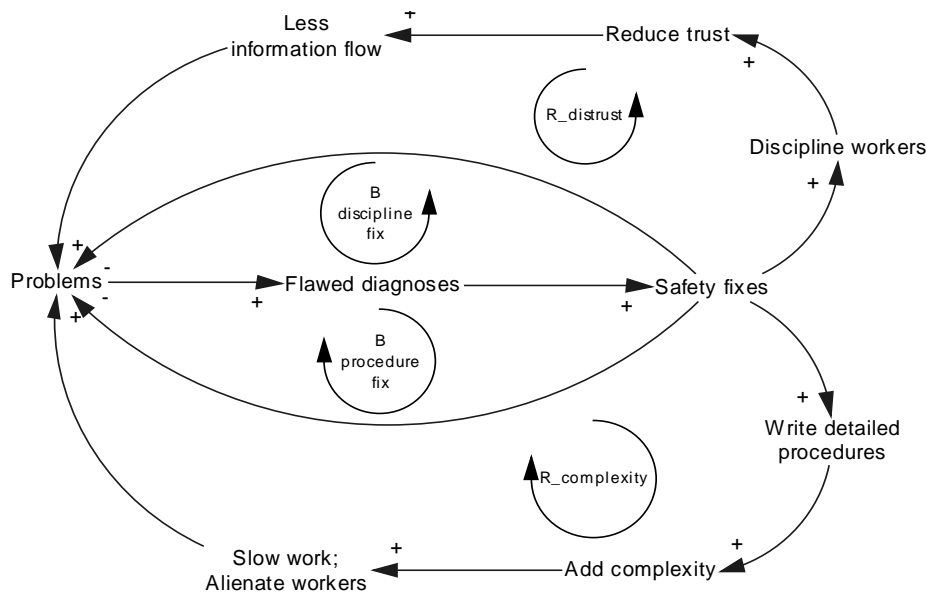 Less
information flow
+
Reduce trust
+
R_distrust
Discipline workers
+
B
discipline
fix
+
-
Problems
Flawed diagnoses
Safety fixes
-
+
+
+
B
procedure
fix
+
Write detailed
procedures
R_complexity
+
+
Slow work;
Alienate workers
Add complexity